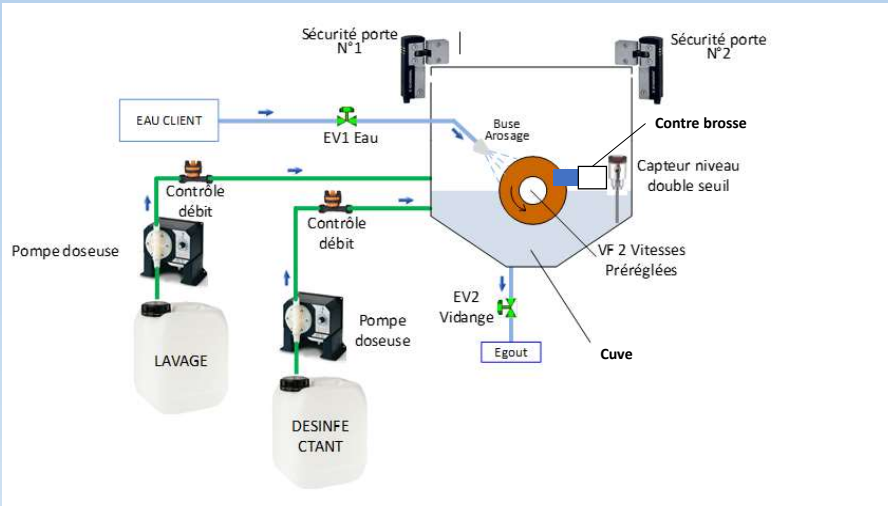 Sécurité porte
N°1
Sécurité porte
N°2
EAU CLIENT
EV1 Eau
Buse
Arosage
Contre brosse
Capteur niveau
double seuil
Contrôle
débit
Contrôle
débit
Pompe doseuse
VF 2 Vitesses
Préréglées
EV2
Vidange
Pompe
doseuse
Egout
Cuve
LAVAGE
DESINFE
CTANT